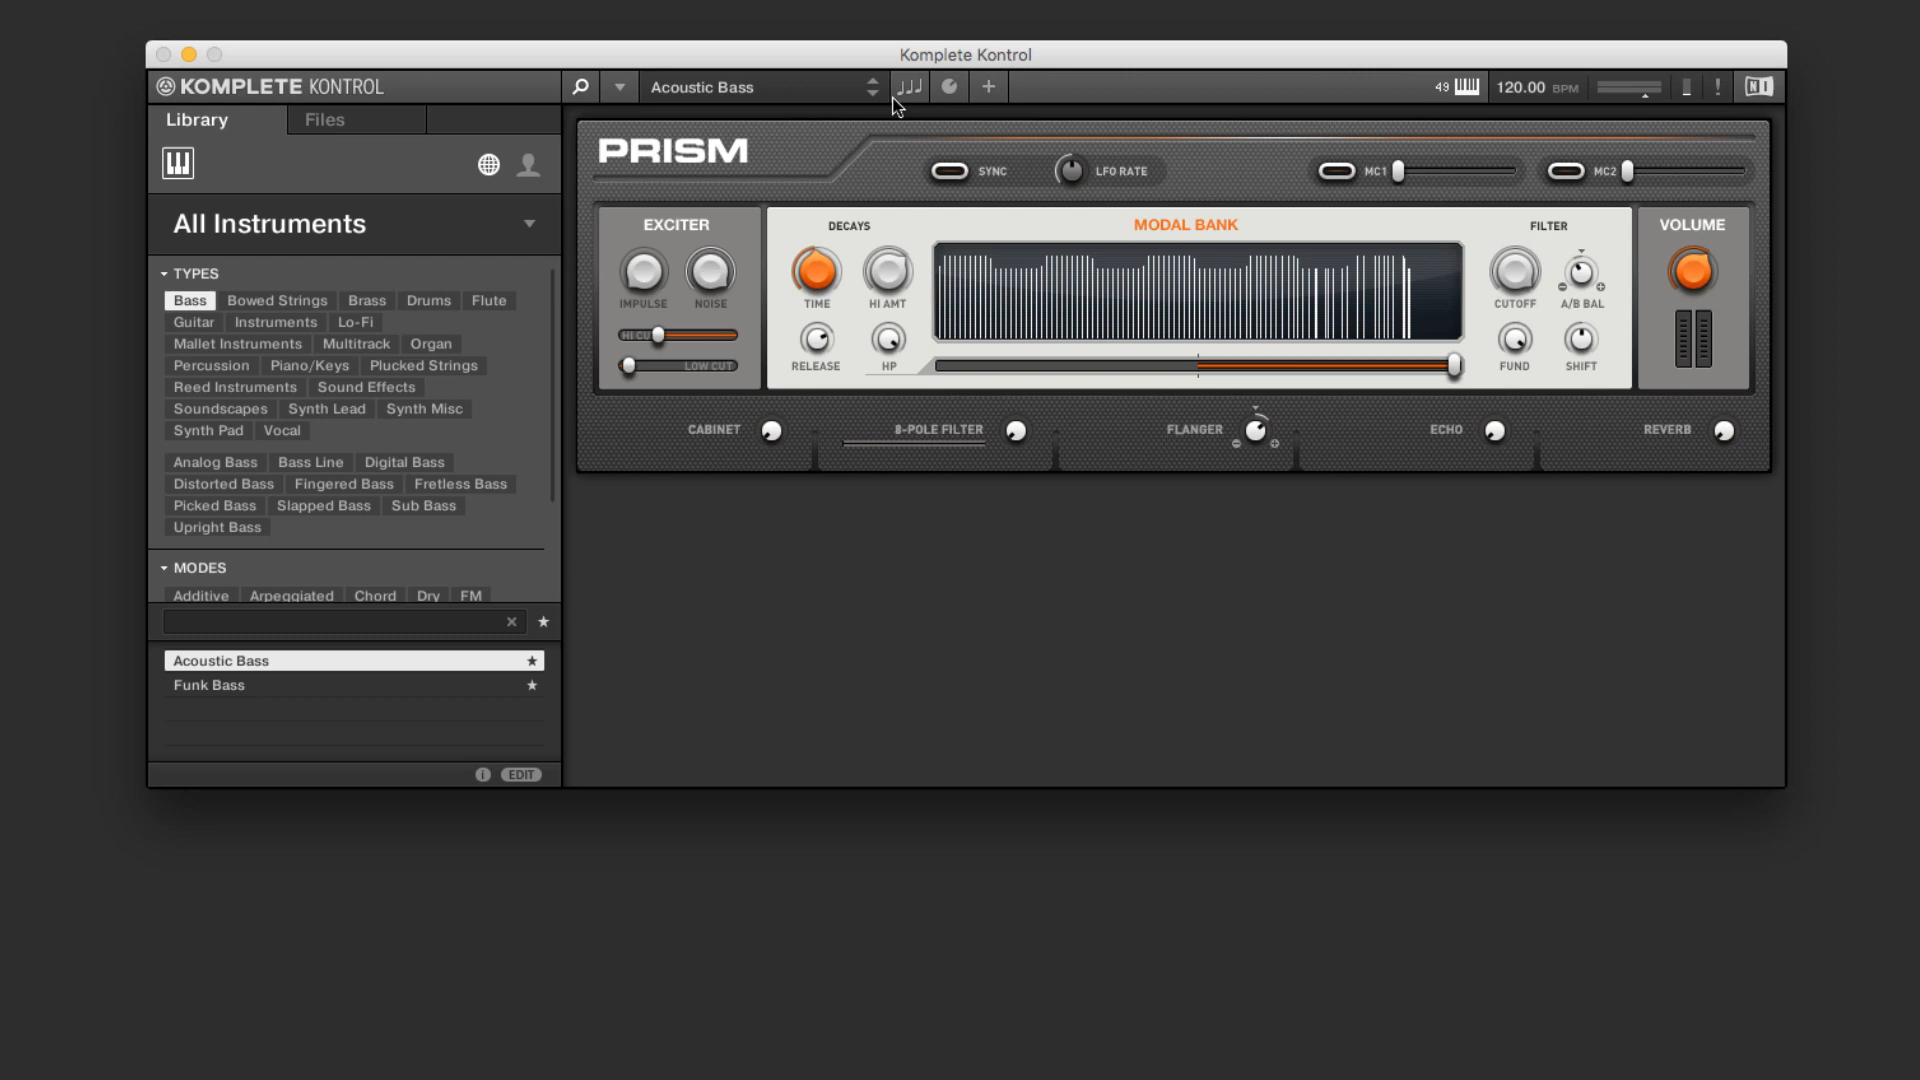 Komplete Kontrol
KOMPLETE KONTROL
Acoustic Bass
49
120.00 BPM
Library
Files
All Instruments
TYPES
Bass Bowed Strings Brass Drums Flute
Guitar Instruments Lo-Fi
Mallet Instruments Multitrack Organ
Percussion Piano/Keys Plucked Strings
Reed Instruments Sound Effects
Soundscapes Synth Lead Synth Misc
Synth Pad Vocal
Analog Bass Bass Line Digital Bass
Distorted Bass Fingered Bass Fretless Bass
Picked Bass Slapped Bass Sub Bass
Upright Bass
MODES
Additive Arpeggiated Chord Dry FM
Acoustic Bass
Funk Bass
EDIT
PRISM
SYNC
LFO RATE
MC1
MC2
EXCITER
IMPULSE NOISE
HI CU
LOW CUT
DECAYS
TIME HI AMT
RELEASE HP
MODAL BANK
FILTER
CUTOFF A/B BAL
FUND SHIFT
VOLUME
CABINET
8-POLE FILTER
FLANGER
ECHO
REVERB